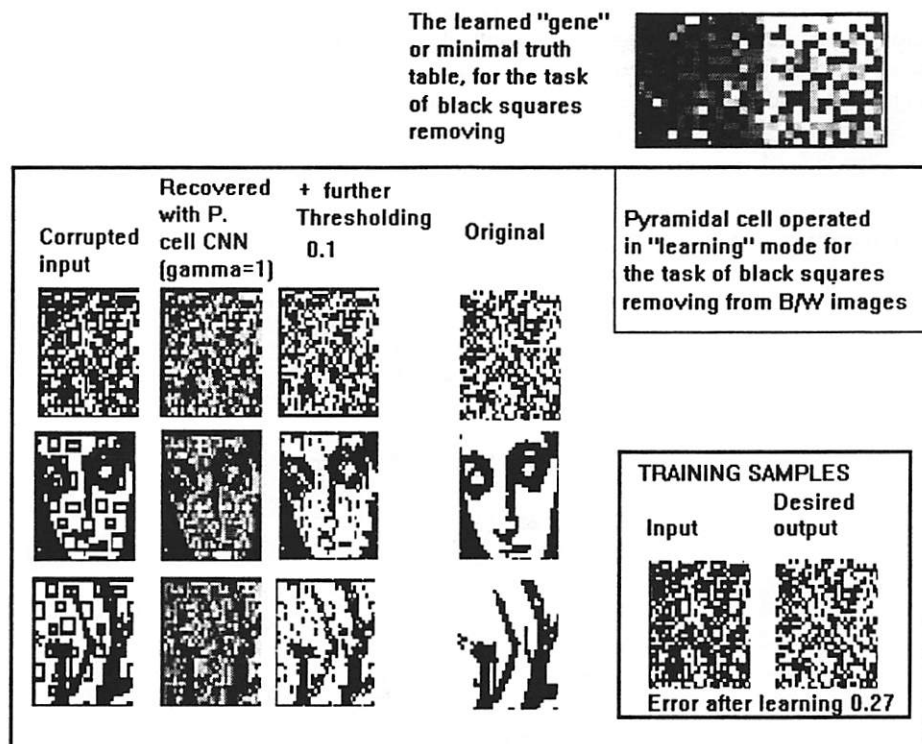 The learned "gene"
or minimal truth
table, for the task
of black squares
removing
Corrupted
input
Recovered
with P.
cell CNN
(gamma=1)
+ further
Thresholding
0.1
Original
Pyramidal cell operated
in "learning" mode for
the task of black squares
removing from B/W images
TRAINING SAMPLES
Input
Desired
output
Error after learning 0.27